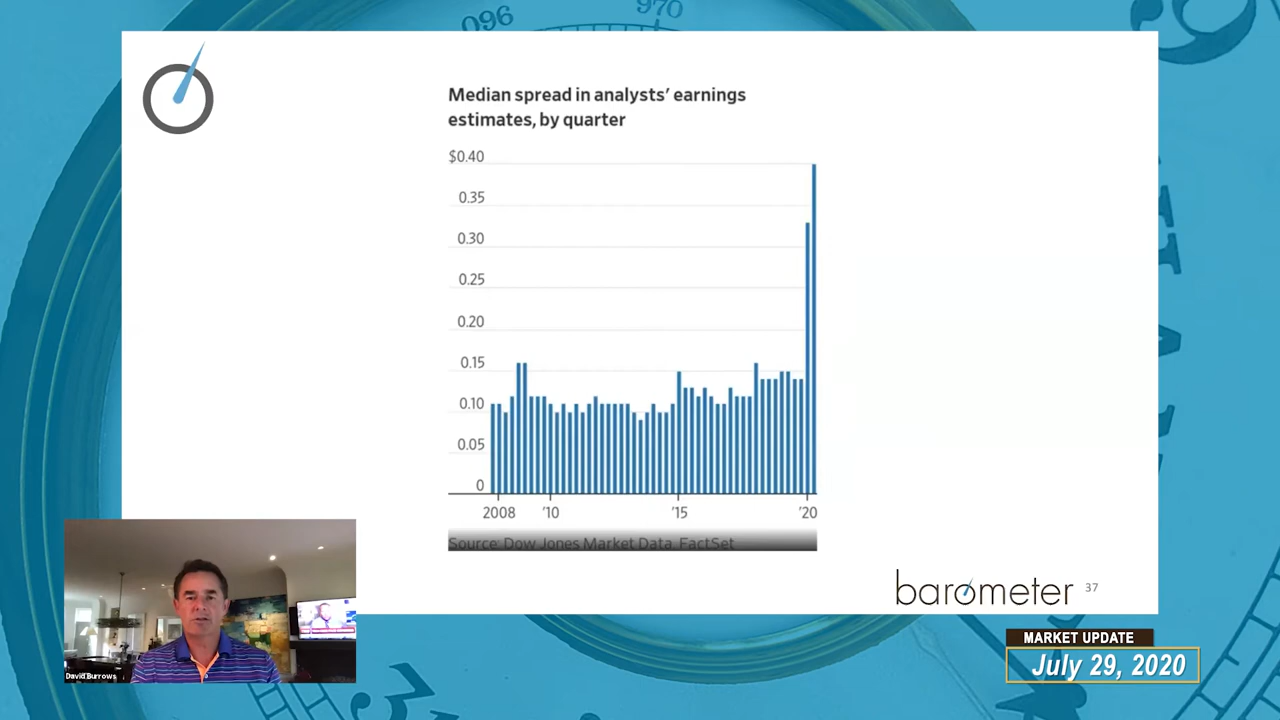 096
970
Median spread in analysts' earnings
estimates, by quarter
$0.40
0.35
0.30
0.25
0.20
0.15
0.10
0.05
0
2008 '10 '15 '20
Source: Dow Jones Market Data, FactSet
barometer 37
David Burrows
MARKET UPDATE
July 29, 2020